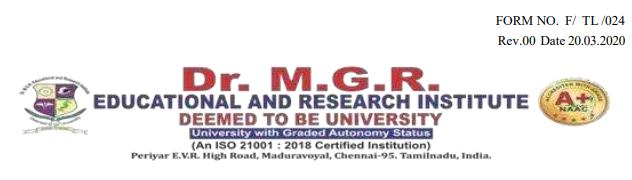 FORM NO. F/ TL /024
Rev.00 Date 20.03.2020
Dr. M.G.R.
EDUCATIONAL AND RESEARCH INSTITUTE
DEEMED TO BE UNIVERSITY
University with Graded Autonomy Status
(An ISO 21001 : 2018 Certified Institution)
Periyar E.V.R. High Road, Maduravoyal, Chennai-95. Tamilnadu, India.
A+
NAAC